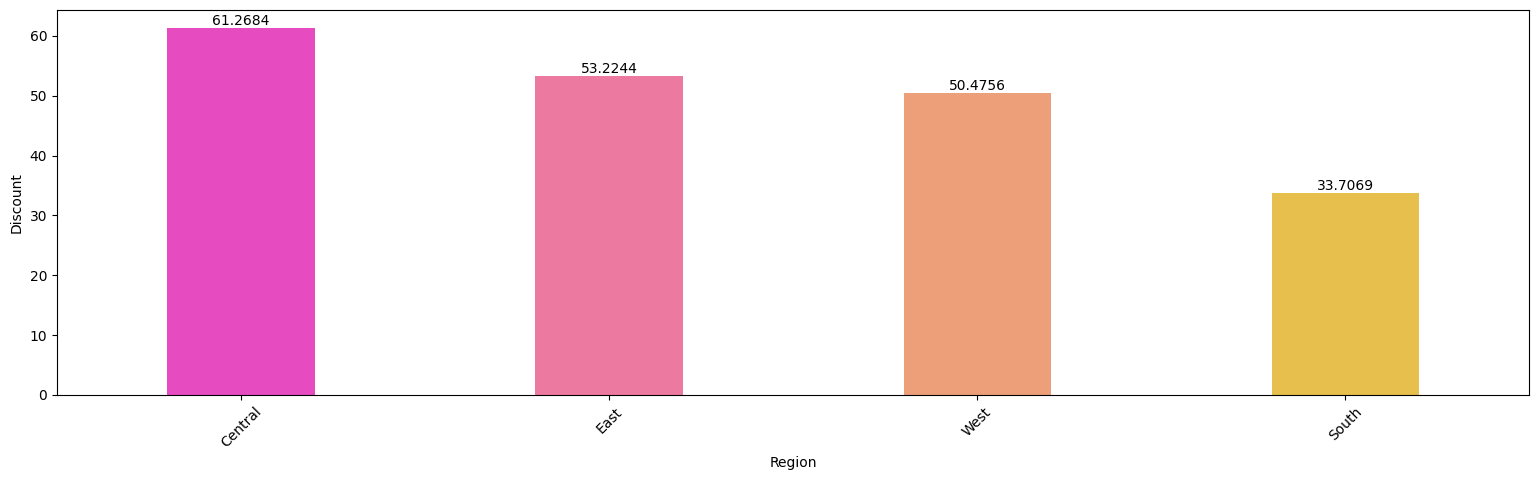 61.2684
53.2244
50.4756
33.7069
60
50
40
30
20
10
0
Discount
Central
East
West
South
Region